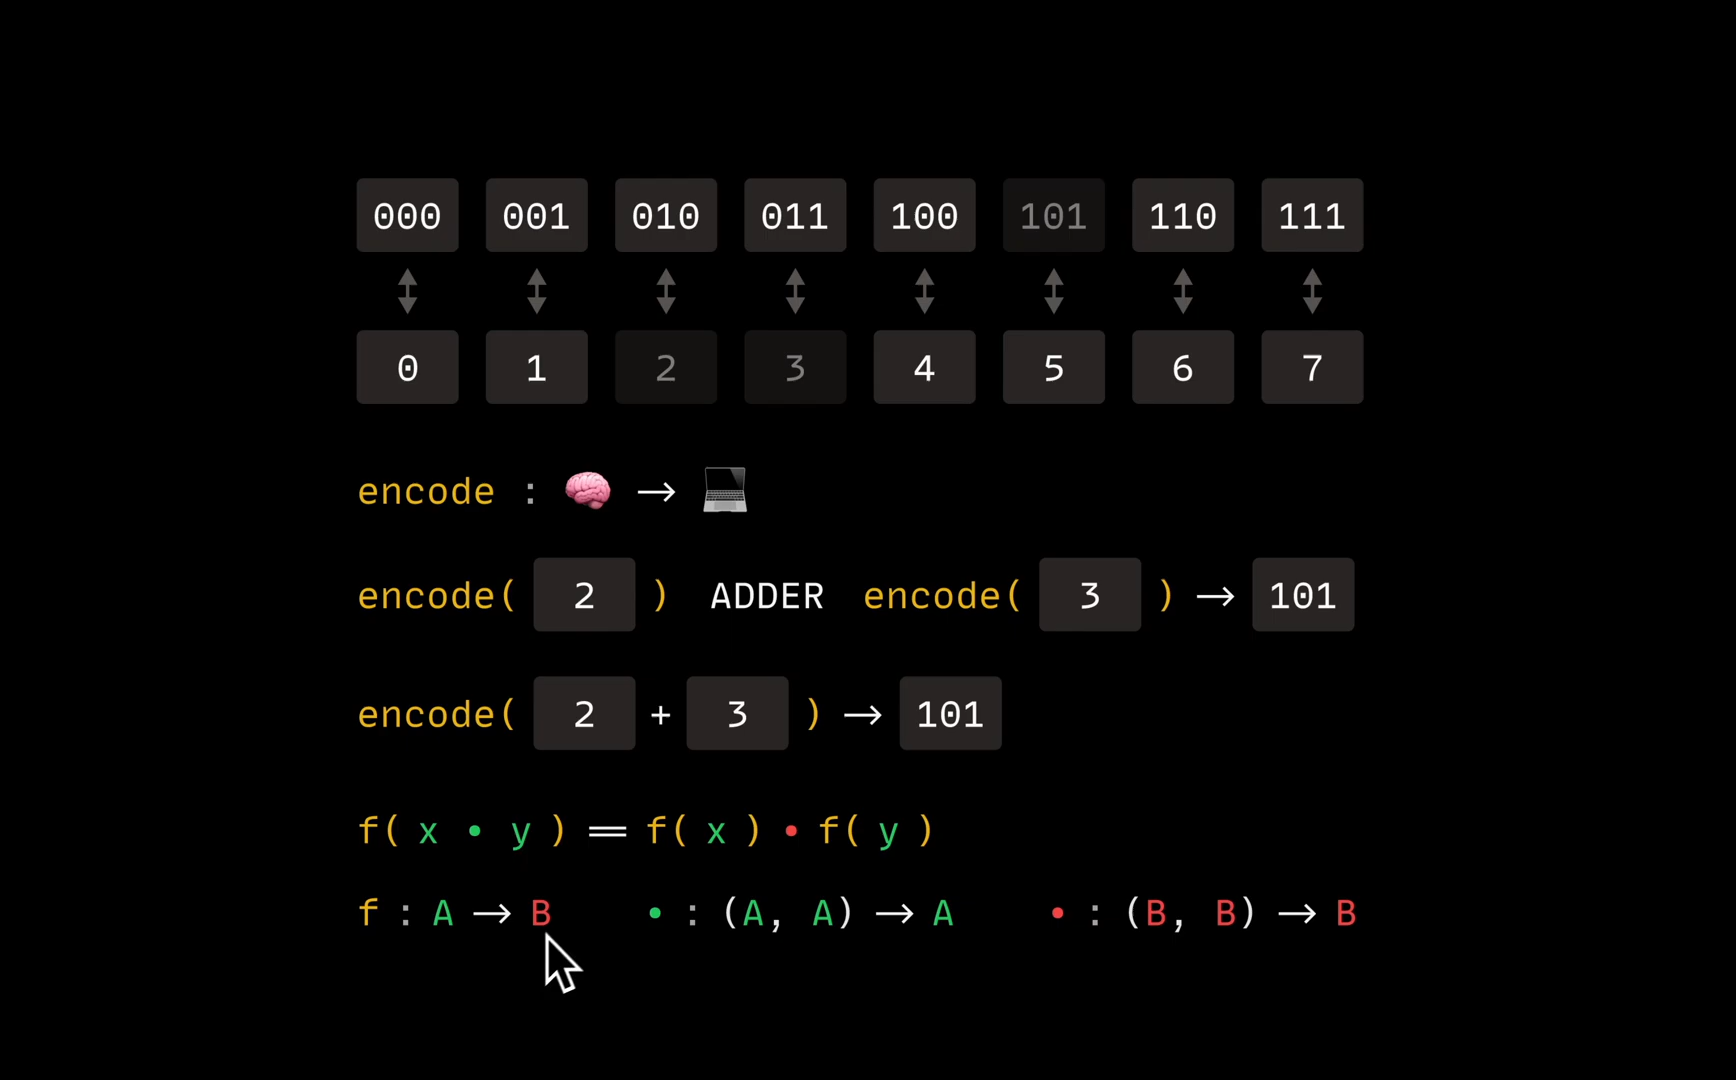 000 001 010 011 100 101 110 111
0 1 2 3 4 5 6 7
encode : 🧠 → 💻
encode( 2 ) ADDER encode( 3 ) → 101
encode( 2 + 3 ) → 101
f( x • y ) == f( x ) • f( y )
f : A → B • : (A, A) → A • : (B, B) → B